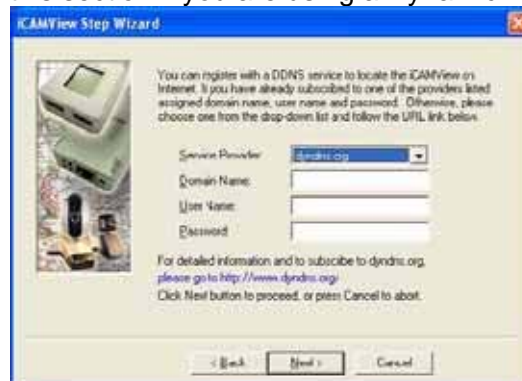 iCAMView Step Wizard
You can register with a DDNS service to locate the iCAMView on
Internet. If you have already subscribed to one of the providers listed
assigned domain name, user name and password. Otherwise, please
choose one from the drop-down list and follow the URL link below.
Service Provider
dyndns.org
Domain Name:
User Name:
Password
For detailed information and to subscibe to dyndns.org,
please go to http://www.dyndns.org/
Click Next button to proceed, or press Cancel to abort.
< Back
Next >
Cancel